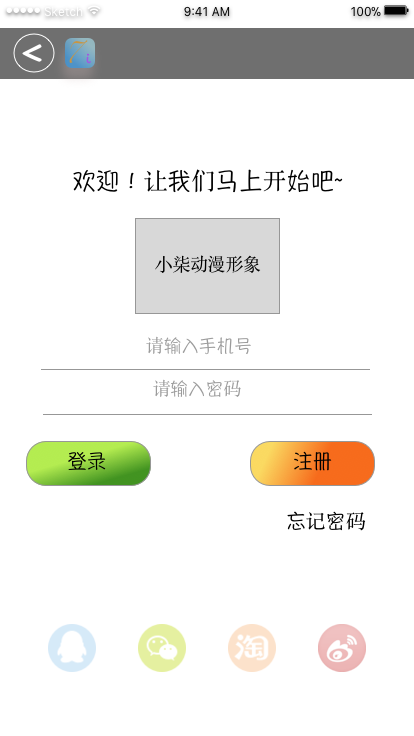 Sketch 9:41 AM 100%
欢迎！让我们马上开始吧~
小柒动漫形象
请输入手机号
请输入密码
登录 注册
忘记密码
淘